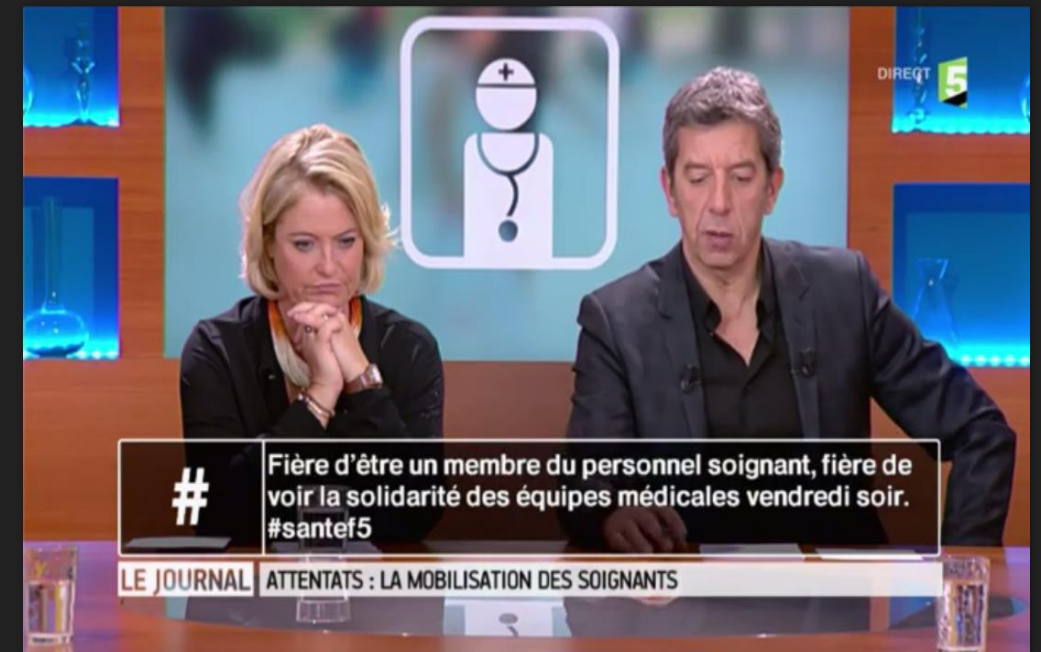 DIRECT 5
Fière d'être un membre du personnel soignant, fière de
voir la solidarité des équipes médicales vendredi soir.
#santef5
#
LE JOURNAL ATTENTATS : LA MOBILISATION DES SOIGNANTS